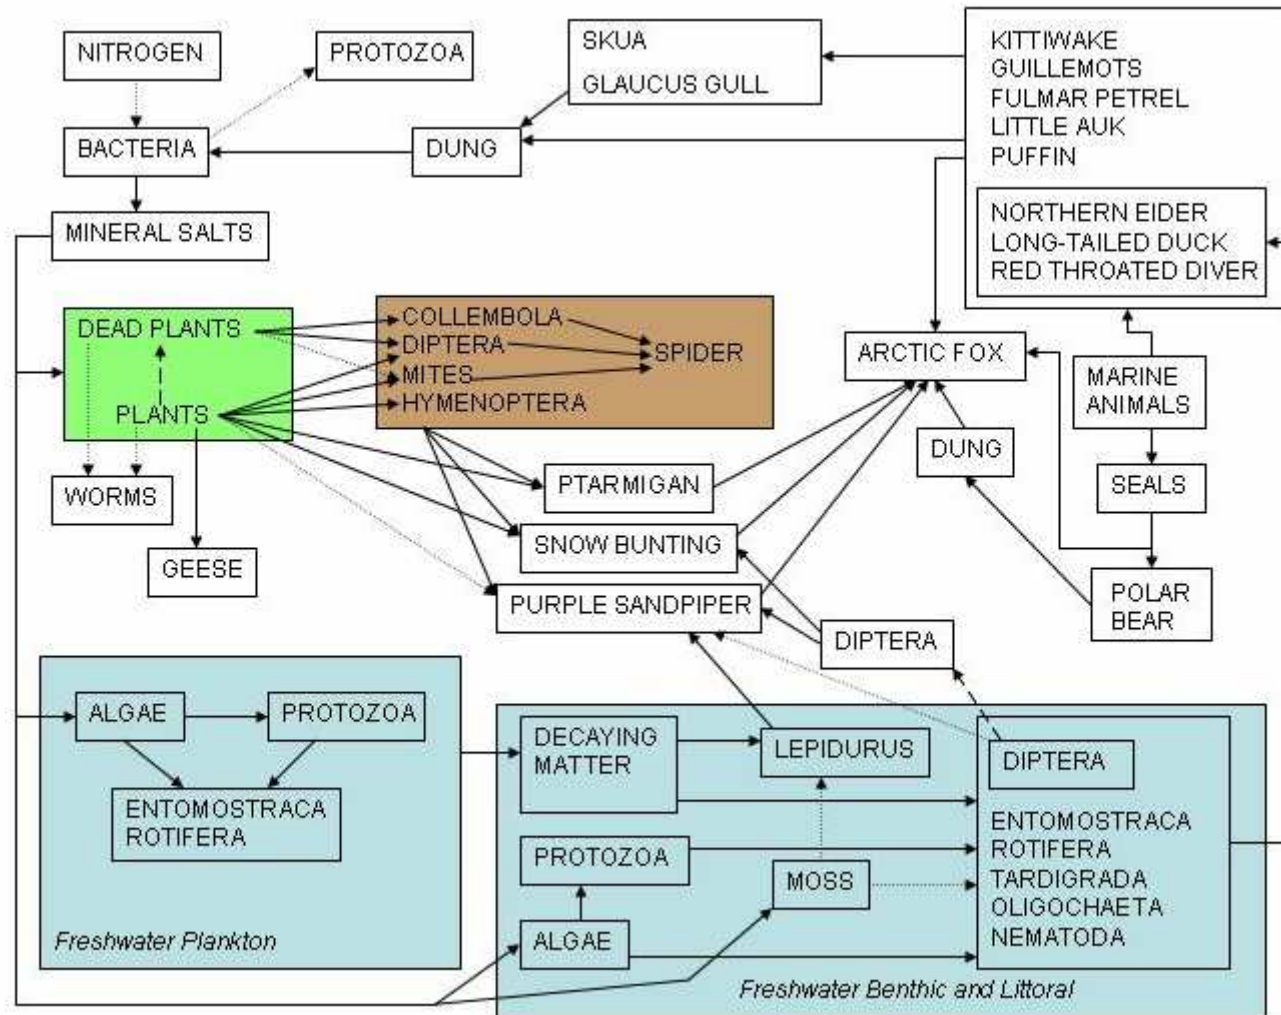 NITROGEN
PROTOZOA
SKUA
GLAUCUS GULL
KITTIWAKE
GUILLEMOTS
FULMAR PETREL
LITTLE AUK
PUFFIN
BACTERIA
DUNG
MINERAL SALTS
NORTHERN EIDER
LONG-TAILED DUCK
RED THROATED DIVER
DEAD PLANTS
PLANTS
COLLEMBOLA
DIPTERA
MITES
HYMENOPTERA
SPIDER
ARCTIC FOX
MARINE
ANIMALS
DUNG
SEALS
WORMS
PTARMIGAN
GEESE
SNOW BUNTING
PURPLE SANDPIPER
POLAR
BEAR
DIPTERA
ALGAE
PROTOZOA
ENTOMOSTRACA
ROTIFERA
Freshwater Plankton
DECAYING
MATTER
LEPIDURUS
DIPTERA
PROTOZOA
MOSS
ALGAE
ENTOMOSTRACA
ROTIFERA
TARDIGRADA
OLIGOCHAETA
NEMATODA
Freshwater Benthic and Littoral